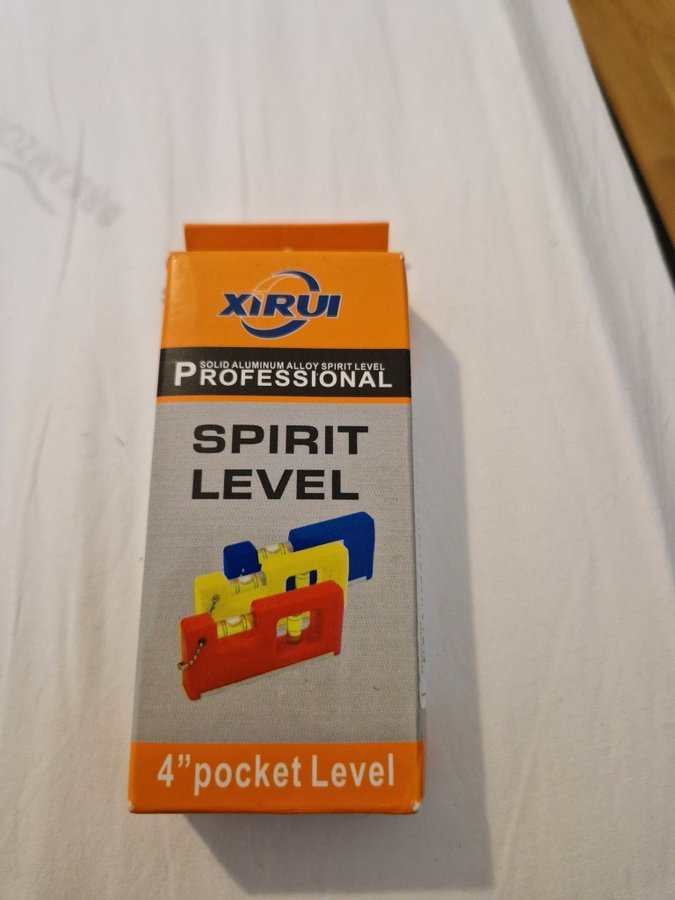 XIRUI
SOLID ALUMINUM ALLOY SPIRIT LEVEL
PROFESSIONAL
SPIRIT
LEVEL
4"pocket Level